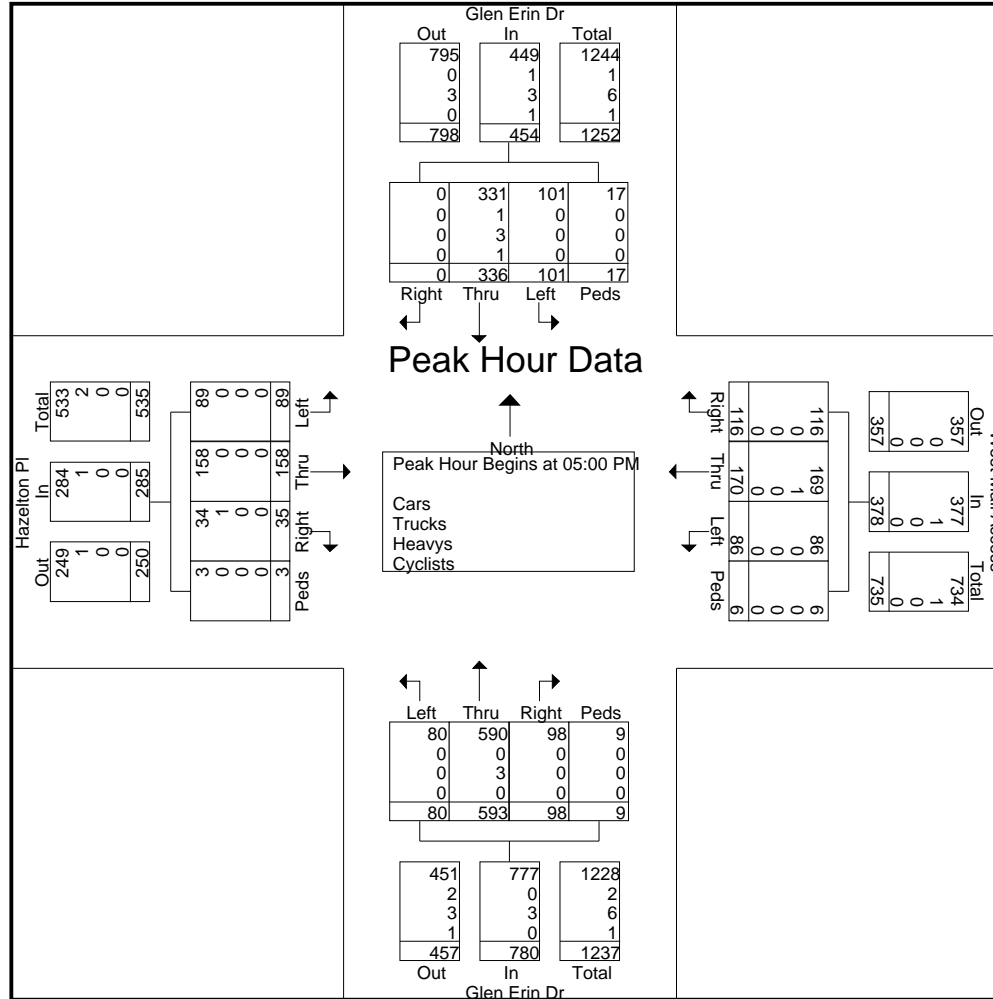 Glen Erin Dr
Out In Total
795 449 1244
0 1 1
3 3 6
0 1 1
798 454 1252
0 331 101 17
0 1 0 0
0 3 0 0
0 1 0 0
0 336 101 17
Right Thru Left Peds
Peak Hour Data
North
Peak Hour Begins at 05:00 PM
Cars
Trucks
Heavys
Cyclists
Hazelton Pl
Total
533 2 0 0 535
In
284 1 0 0 285
Out
249 1 0 0 250
89 0 0 0 89 Left
158 0 0 0 158 Thru
34 1 0 0 35 Right
3 0 0 0 3 Peds
Right 116 0 0 0 116
Thru 170 0 0 1 169
Left 86 0 0 0 86
Peds 6 0 0 0 6
Out
357 0 0 0 357
In
378 0 0 1 377
Total
735 0 0 1 734
Left Thru Right Peds
80 590 98 9
0 0 0 0
0 3 0 0
0 0 0 0
80 593 98 9
451 777 1228
2 0 2
3 3 6
1 0 1
457 780 1237
Out In Total
Glen Erin Dr